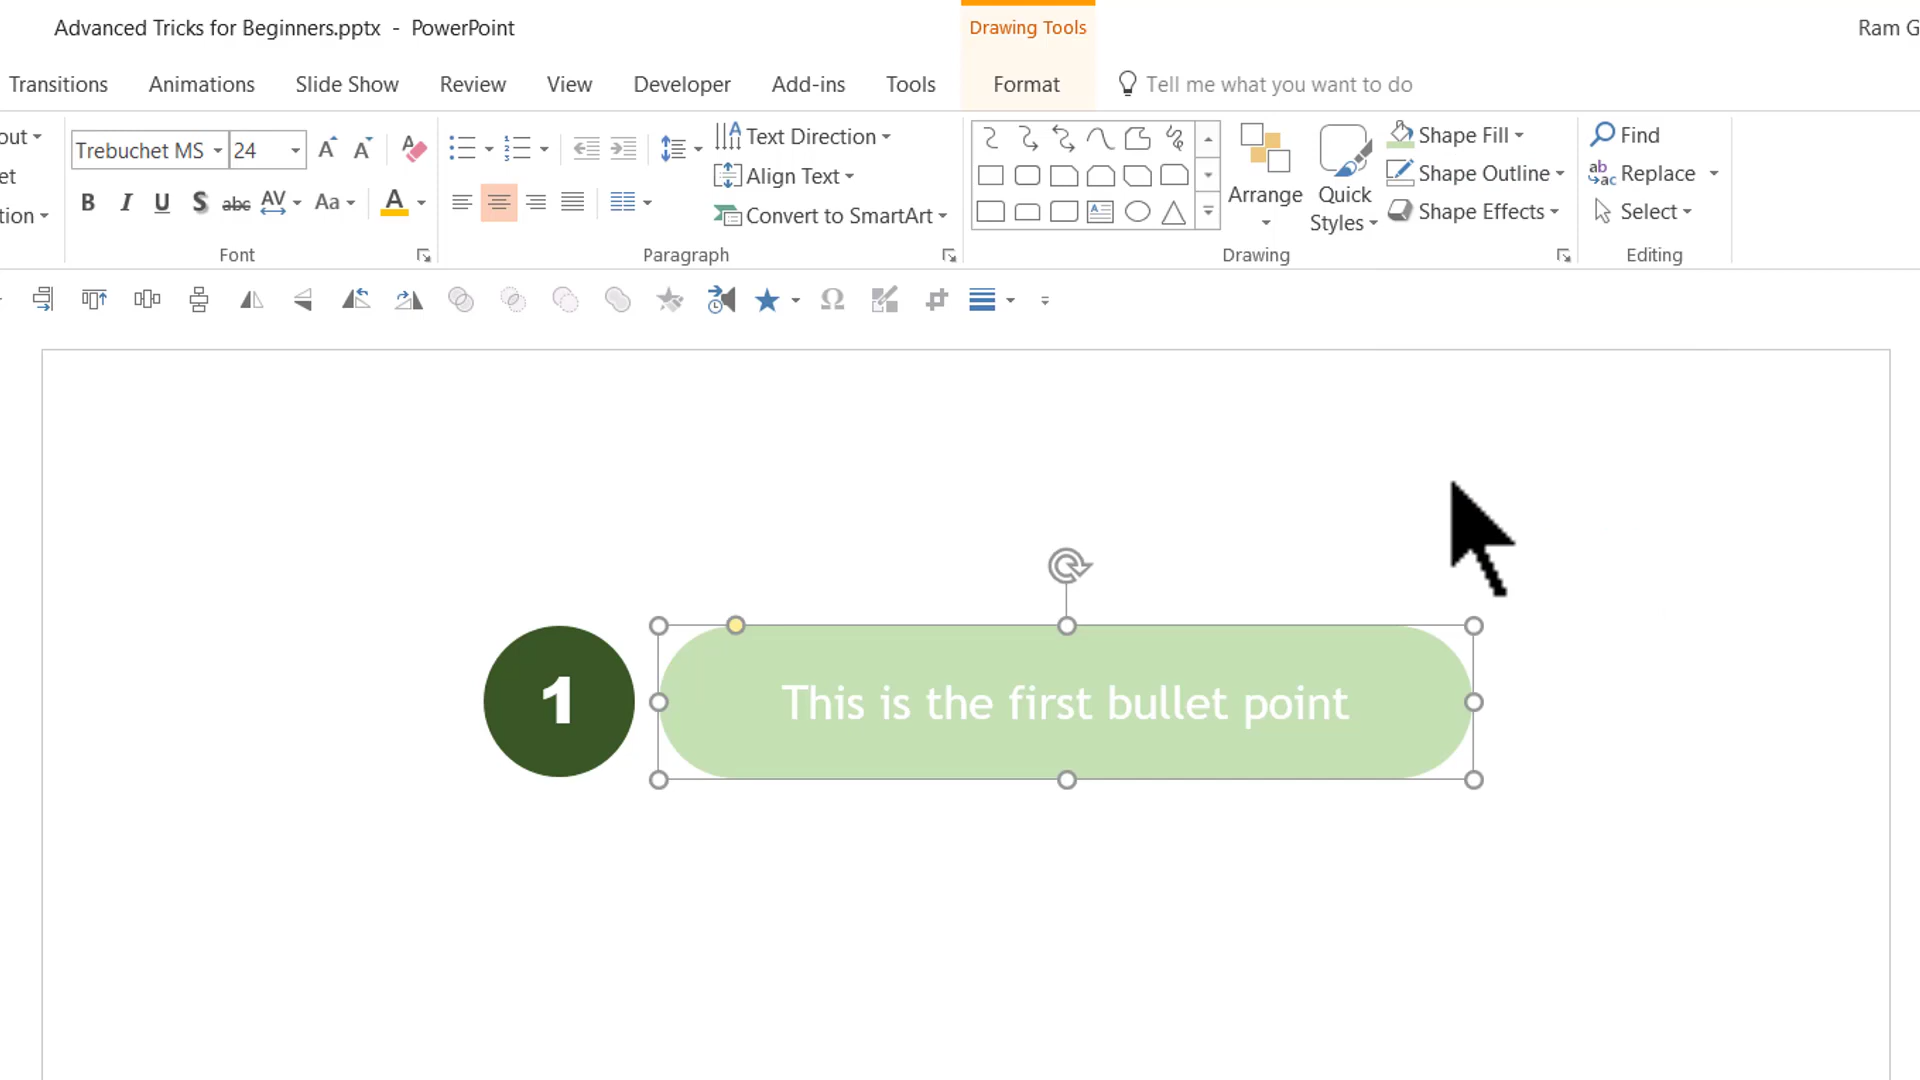 Advanced Tricks for Beginners.pptx - PowerPoint
Drawing Tools
Ram G
Transitions Animations Slide Show Review View Developer Add-ins Tools Format Tell me what you want to do
out
et
tion
Trebuchet MS 24
B I U S abc AV Aa A
Font
Text Direction
Align Text
Convert to SmartArt
Paragraph
Arrange
Quick
Styles
Shape Fill
Shape Outline
Shape Effects
Drawing
Find
Replace
Select
Editing
1
This is the first bullet point